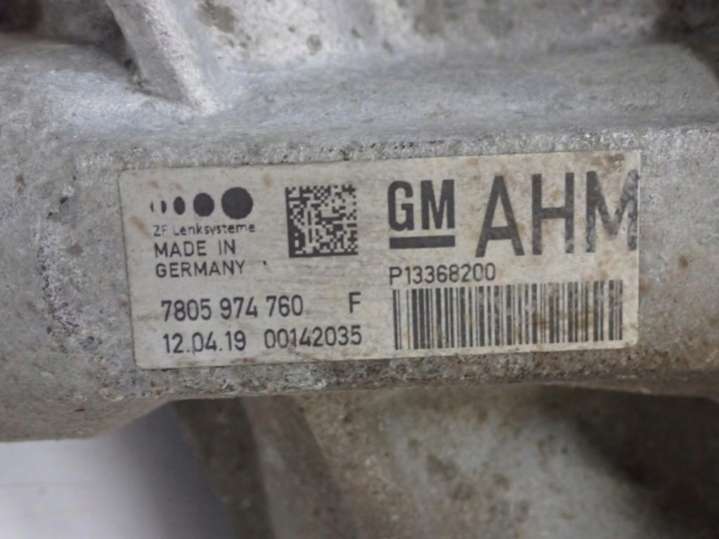 ZF Lenksysteme
MADE IN
GERMANY
7805 974 760 F
12.04.19 00142035
GM AHM
P13368200